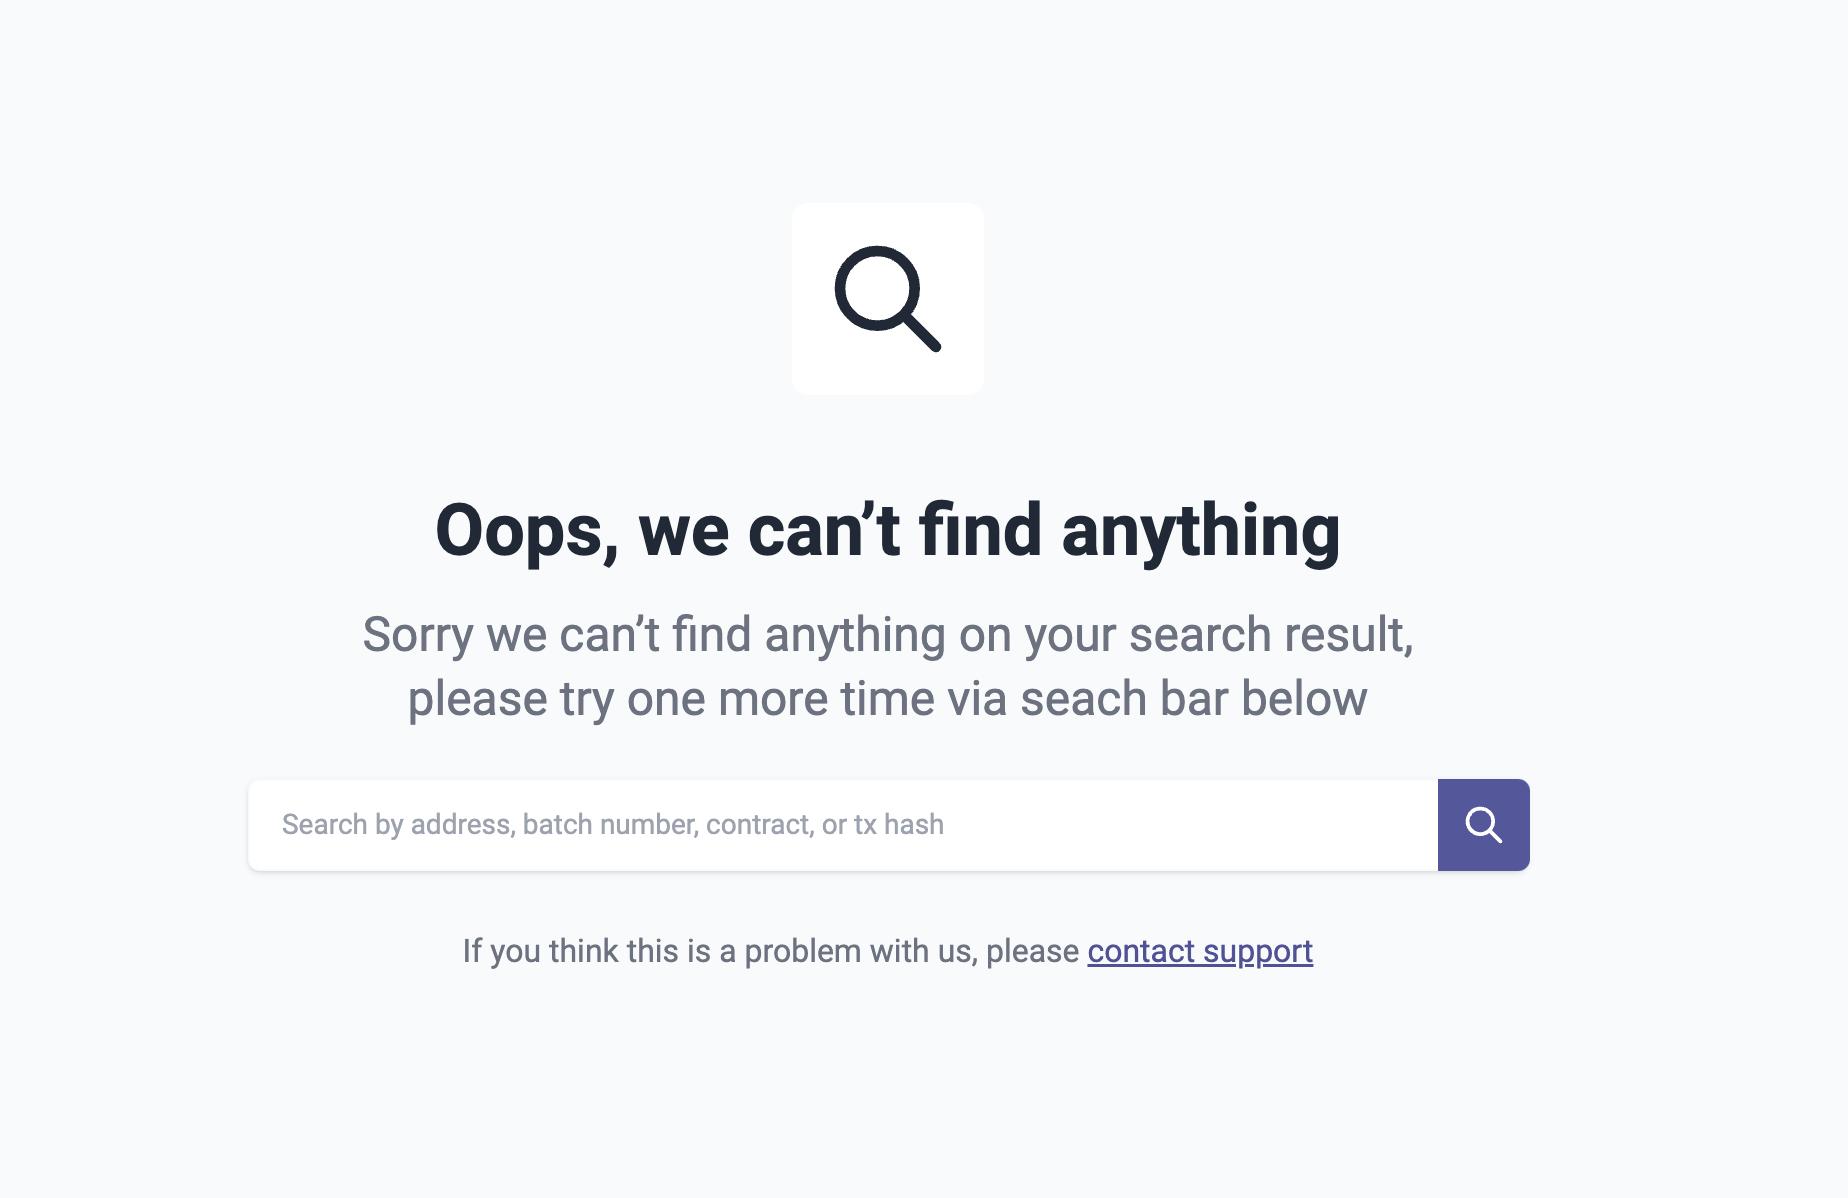 Oops, we can’t find anything
Sorry we can’t find anything on your search result,
please try one more time via seach bar below
Search by address, batch number, contract, or tx hash
If you think this is a problem with us, please contact support